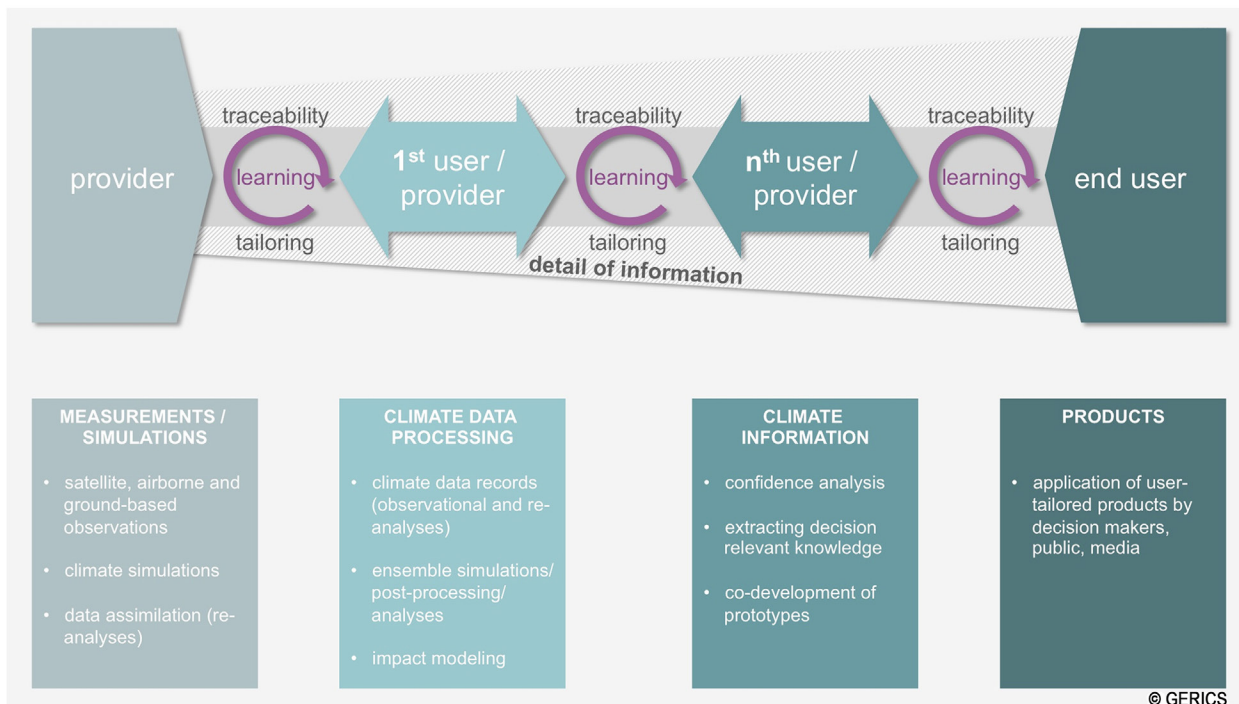 traceability
traceability
traceability
provider
learning
1st user /
provider
learning
nth user /
provider
learning
end user
tailoring
tailoring
tailoring
detail of information
MEASUREMENTS /
SIMULATIONS
• satellite, airborne and
ground-based
observations
• climate simulations
• data assimilation (re-
analyses)
CLIMATE DATA
PROCESSING
• climate data records
(observational and re-
analyses)
• ensemble simulations/
post-processing/
analyses
• impact modeling
CLIMATE
INFORMATION
• confidence analysis
• extracting decision
relevant knowledge
• co-development of
prototypes
PRODUCTS
• application of user-
tailored products by
decision makers,
public, media
© GERICS